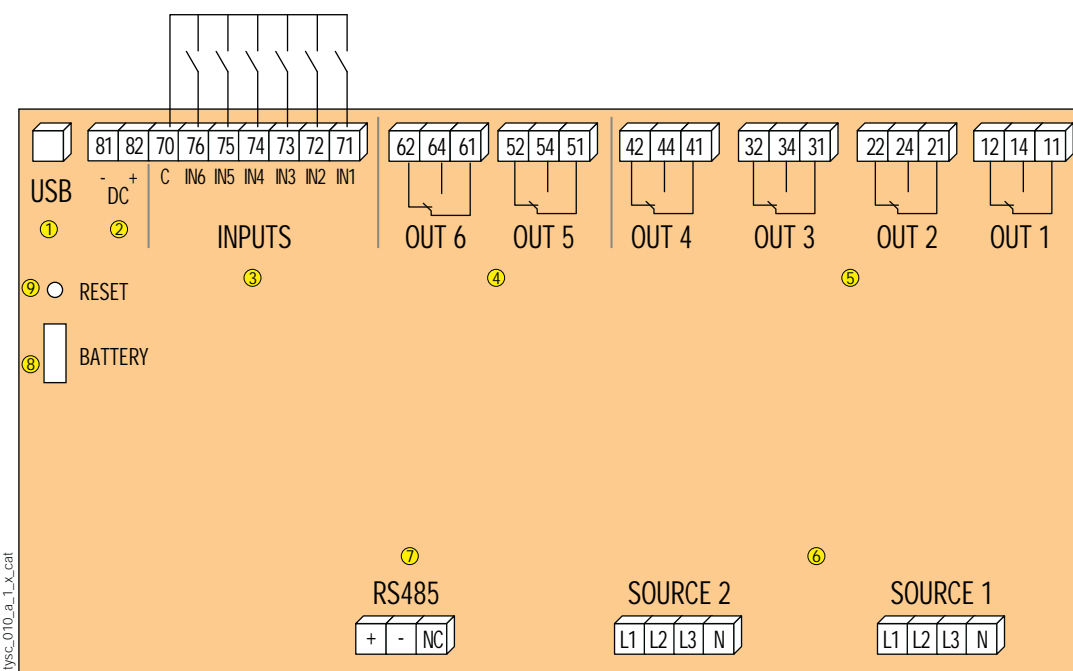 81 82 70 76 75 74 73 72 71 62 64 61 52 54 51 42 44 41 32 34 31 22 24 21 12 14 11
- DC + C IN6 IN5 IN4 IN3 IN2 IN1
USB
1 2 INPUTS OUT 6 OUT 5 OUT 4 OUT 3 OUT 2 OUT 1
3 4 5
9 RESET
8 BATTERY
7 6
RS485 SOURCE 2 SOURCE 1
+ - NC L1 L2 L3 N L1 L2 L3 N
tysc_010_a_1_x_cat